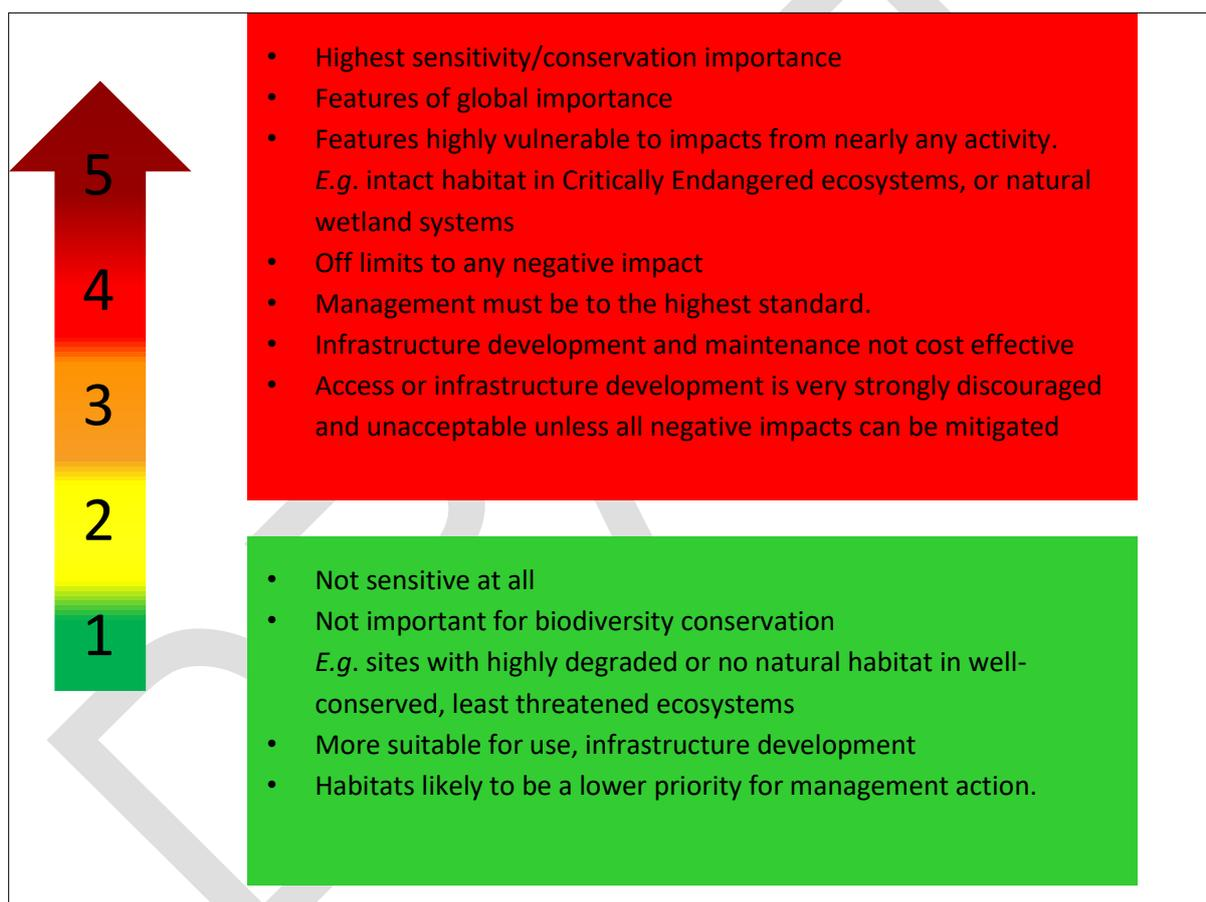 5
4
3
2
1
• Highest sensitivity/conservation importance
• Features of global importance
• Features highly vulnerable to impacts from nearly any activity.
E.g. intact habitat in Critically Endangered ecosystems, or natural
wetland systems
• Off limits to any negative impact
• Management must be to the highest standard.
• Infrastructure development and maintenance not cost effective
• Access or infrastructure development is very strongly discouraged
and unacceptable unless all negative impacts can be mitigated
• Not sensitive at all
• Not important for biodiversity conservation
E.g. sites with highly degraded or no natural habitat in well-
conserved, least threatened ecosystems
• More suitable for use, infrastructure development
• Habitats likely to be a lower priority for management action.